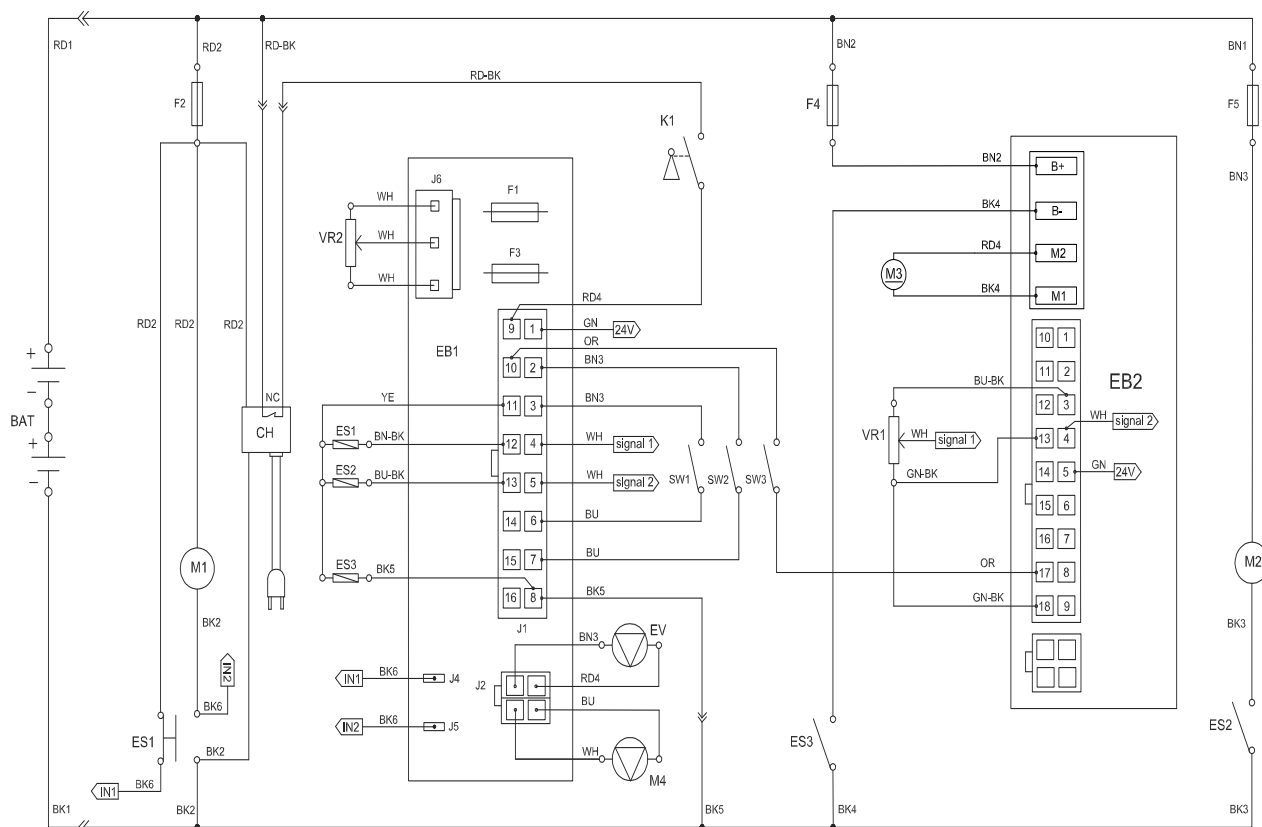 RD1
RD2
RD-BK
BN2
BN1
RD-BK
F2
K1
F4
F5
J6
F1
WH
VR2
WH
WH
F3
BN2
B+
BK4
B-
RD4
M2
M3
BK4
M1
BN3
RD4
9 1
GN
24V
OR
10 2
BN3
EB1
YE
11 3
BN3
ES1
BN-BK
12 4
WH
signal 1
ES2
BU-BK
13 5
WH
signal 2
14 6
BU
15 7
BU
ES3
BK5
16 8
BK5
J1
SW1
SW2
SW3
10 1
11 2
EB2
BU-BK
12 3
WH
signal 2
VR1
WH
signal 1
13 4
GN-BK
14 5
GN
24V
15 6
16 7
OR
17 8
GN-BK
18 9
RD2
RD2
RD2
+
-
BAT
+
-
NC
CH
M1
M2
BK2
IN2
BK6
ES1
BK2
IN1
BK6
BK1
BK2
IN1
BK6
J4
IN2
BK6
J5
J2
BN3
EV
RD4
BU
WH
M4
BK5
ES3
BK4
BK3
ES2
BK3